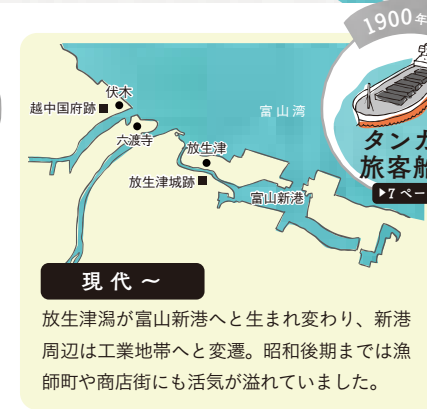 1900年
伏木
越中国府跡
富山湾
六渡寺
放生津
タンカ
旅客船
▶7ペー
放生津城跡
富山新港
現代～
放生津潟が富山新港へと生まれ変わり、新港
周辺は工業地帯へと変遷。昭和後期までは漁
師町や商店街にも活気が溢れていました。